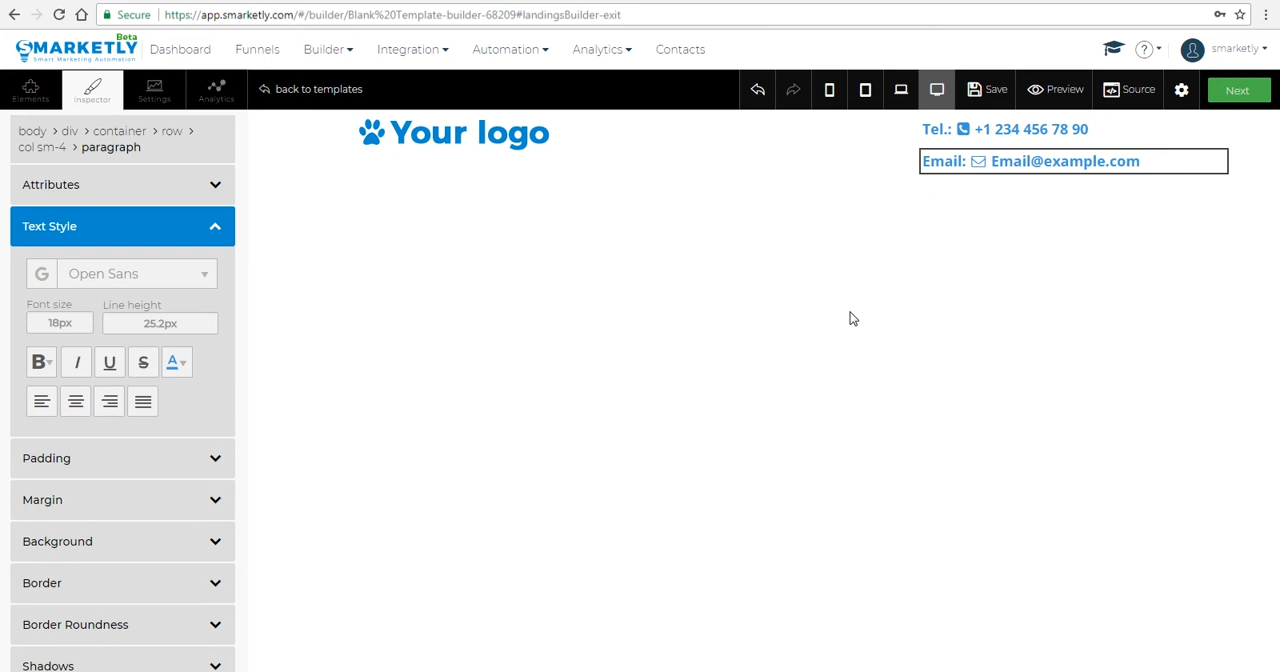 Secure https://app.smarketly.com/#/builder/Blank%20Template-builder-68209#landingsBuilder-exit
SMARKETLY Beta
Smart Marketing Automation
Dashboard Funnels Builder Integration Automation Analytics Contacts ? smarketly
Elements Inspector Settings Analytics back to templates Save Preview Source Next
body > div > container > row >
col sm-4 > paragraph
Your logo
Tel.: +1 234 456 78 90
Email: Email@example.com
Attributes
Text Style
G Open Sans
Font size Line height
18px 25.2px
B I U S A
Padding
Margin
Background
Border
Border Roundness
Shadows